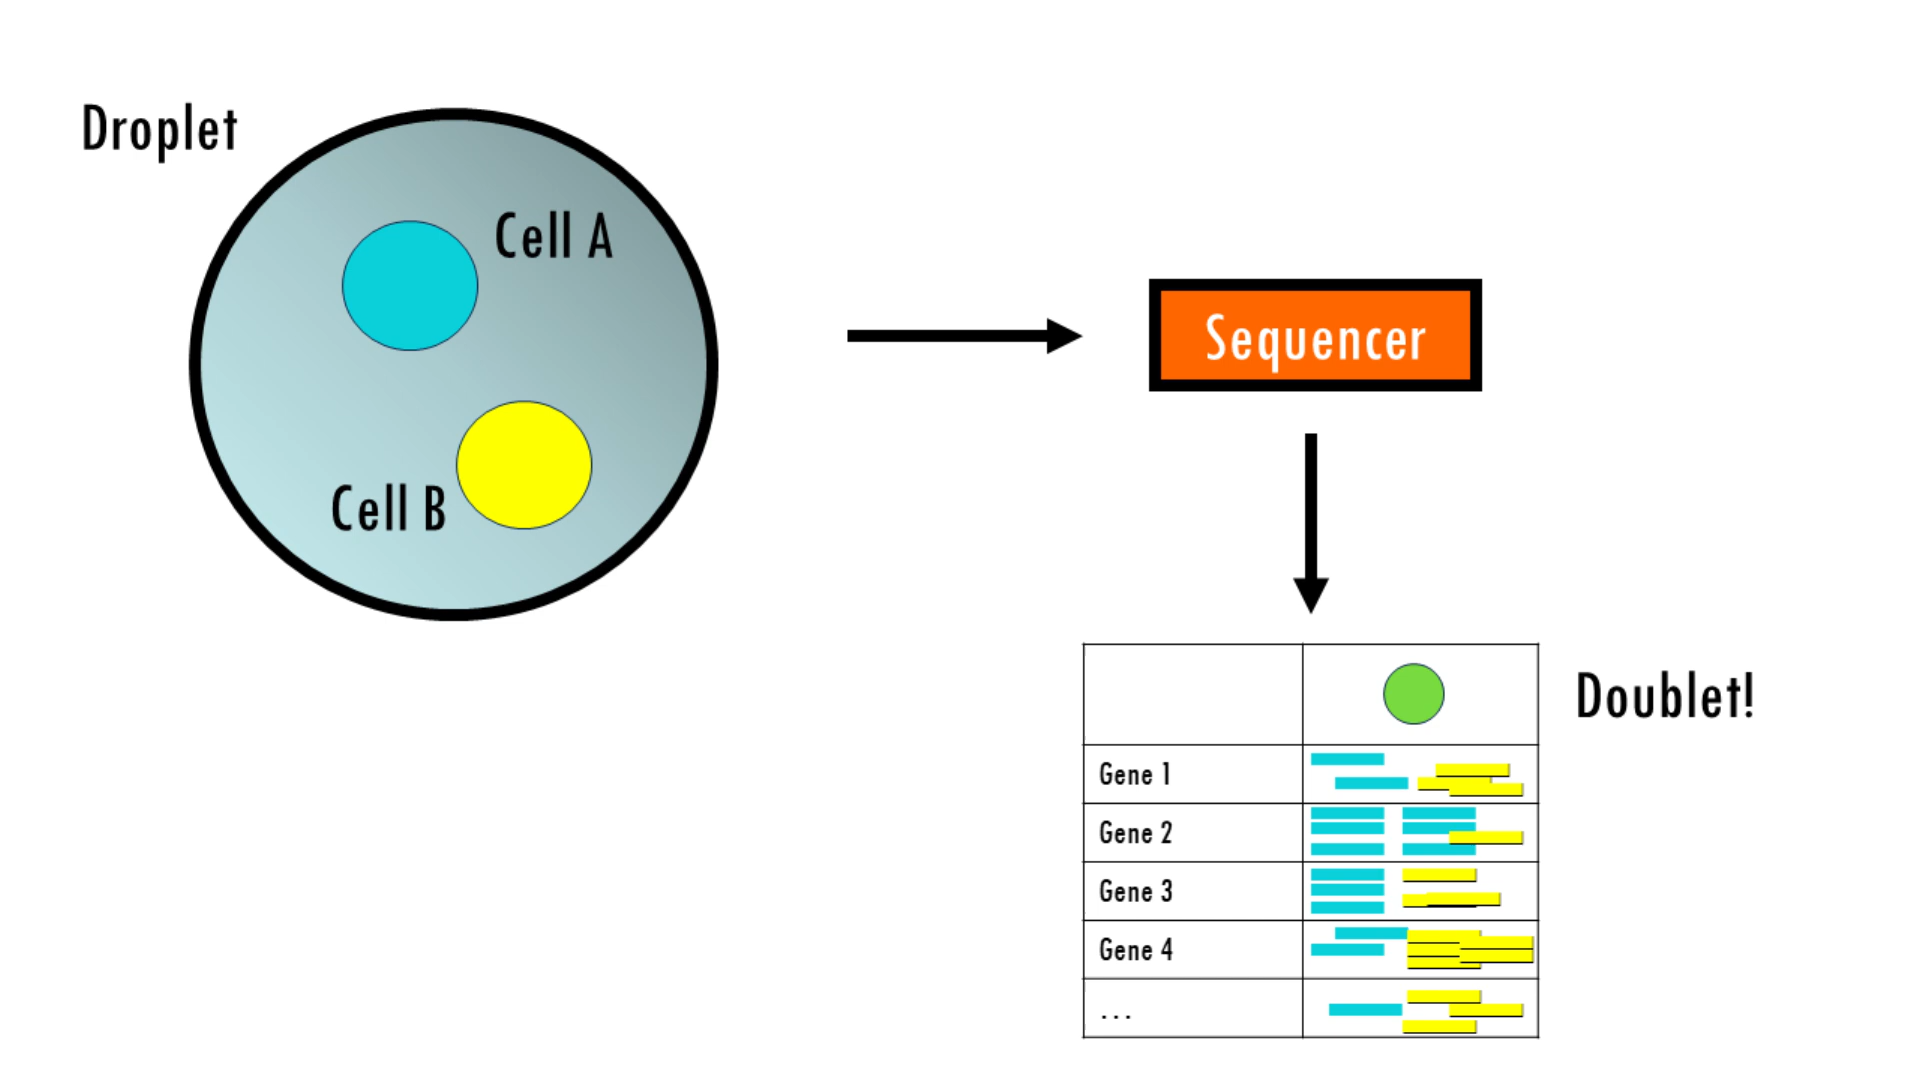 Droplet
Cell A
Cell B
Sequencer
Doublet!
Gene 1
Gene 2
Gene 3
Gene 4
...